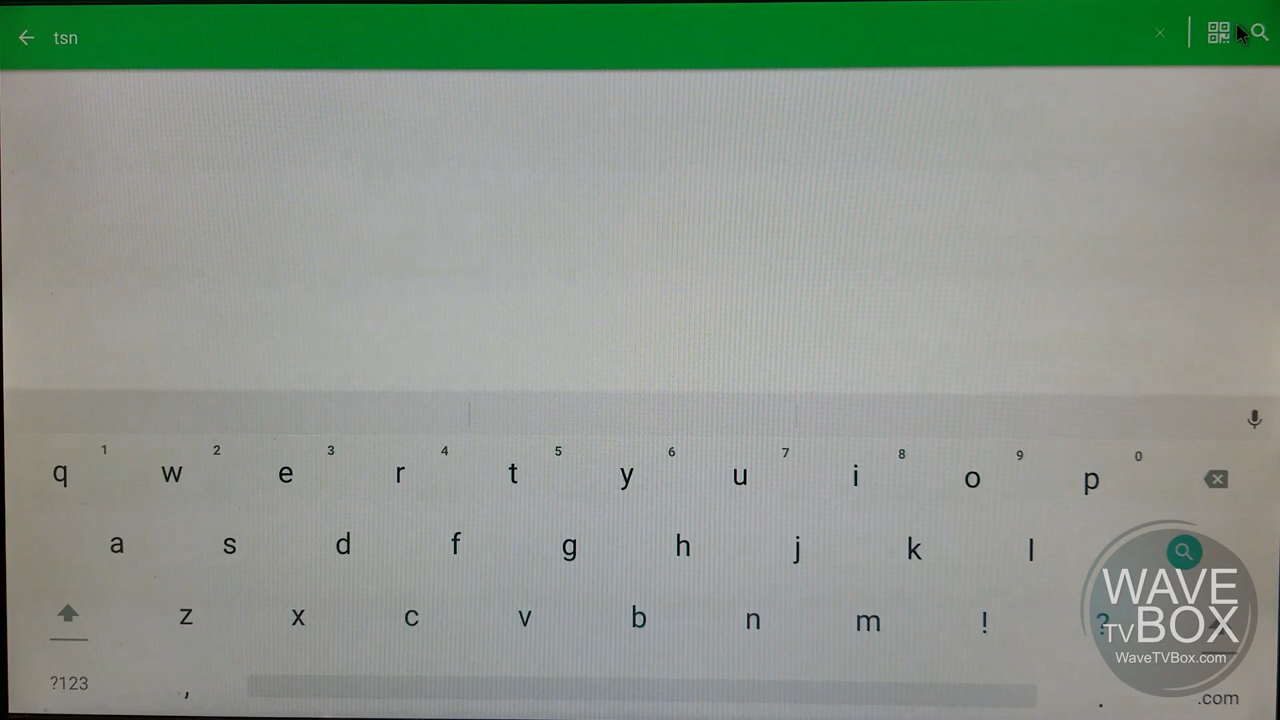 tsn
1 2 3 4 5 6 7 8 9 0
q w e r t y u i o p
a s d f g h j k l
z x c v b n m ! ?
?123 , . .com
WAVE
TV BOX
WaveTVBox.com